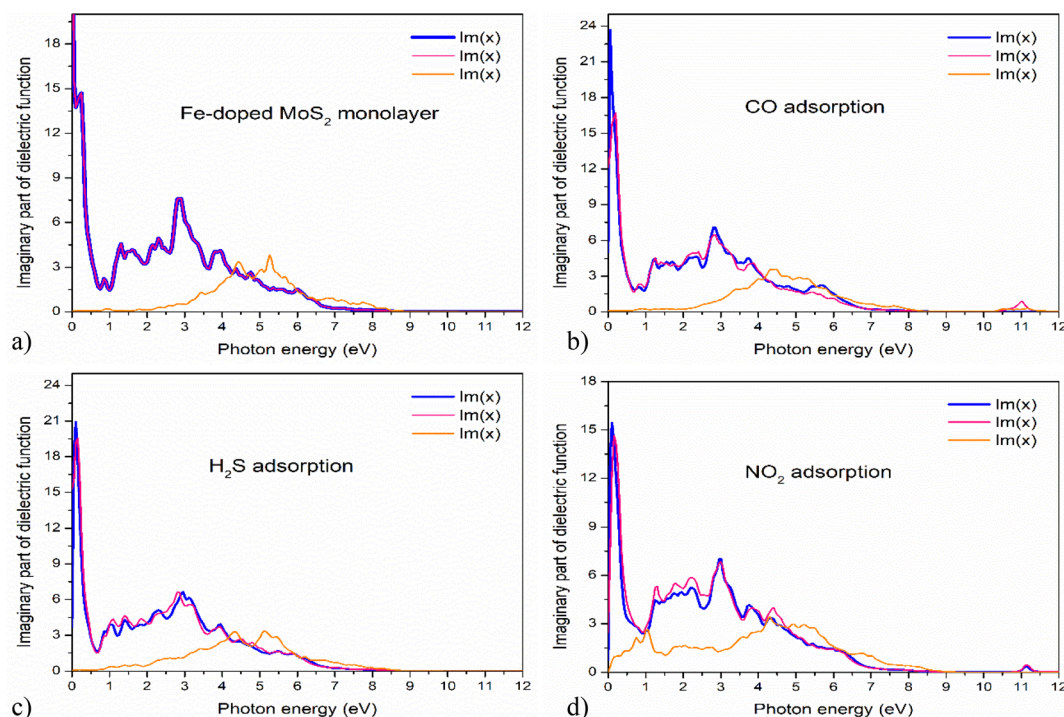 Imaginary part of dielectric function
18
15
12
9
6
3
0
Im(x)
Im(x)
Im(x)
Fe-doped MoS₂ monolayer
0 1 2 3 4 5 6 7 8 9 10 11 12
Photon energy (eV)
a)
Imaginary part of dielectric function
24
21
18
15
12
9
6
3
0
Im(x)
Im(x)
Im(x)
CO adsorption
0 1 2 3 4 5 6 7 8 9 10 11 12
Photon energy (eV)
b)
Imaginary part of dielectric function
24
21
18
15
12
9
6
3
0
Im(x)
Im(x)
Im(x)
H₂S adsorption
0 1 2 3 4 5 6 7 8 9 10 11 12
Photon energy (eV)
c)
Imaginary part of dielectric function
18
15
12
9
6
3
0
Im(x)
Im(x)
Im(x)
NO₂ adsorption
0 1 2 3 4 5 6 7 8 9 10 11 12
Photon energy (eV)
d)